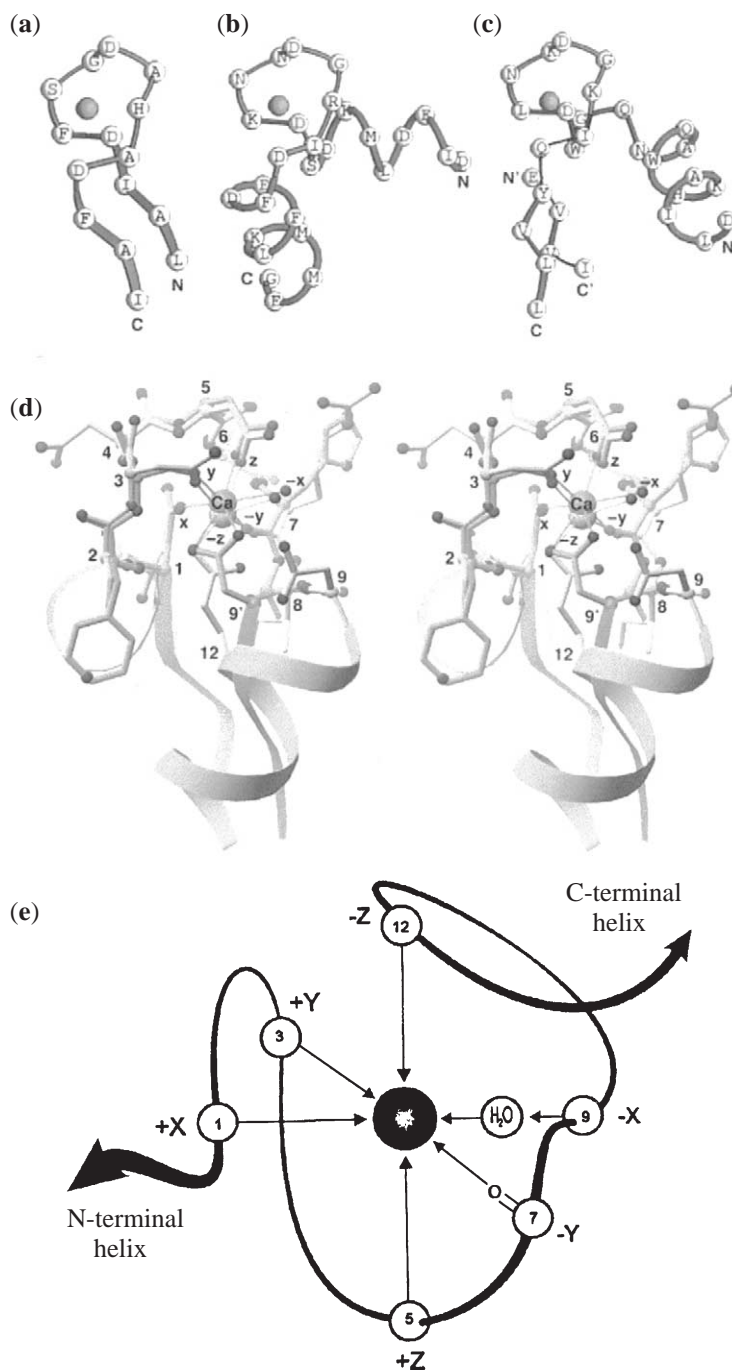 (a)
(b)
(c)
S G D A H
F D A
D I
F A
A L
I
N
C
N N D G
K D I R
D S
M L D
N
C
N K D G K
L D G I Q
Q W N W A Q
N' E Y
V V H A K
L I
L D
C' N
L
C
(d)
5
4 6
3 y z
Ca -x
x -y 7
-z
2 1 9
8
9'
12
5
4 6
3 y z
Ca -x
x -y 7
-z
2 1 9
8
9'
12
(e)
-Z 12
C-terminal
helix
+Y
3
+X 1 H₂O 9 -X
N-terminal
helix
O
7 -Y
5
+Z